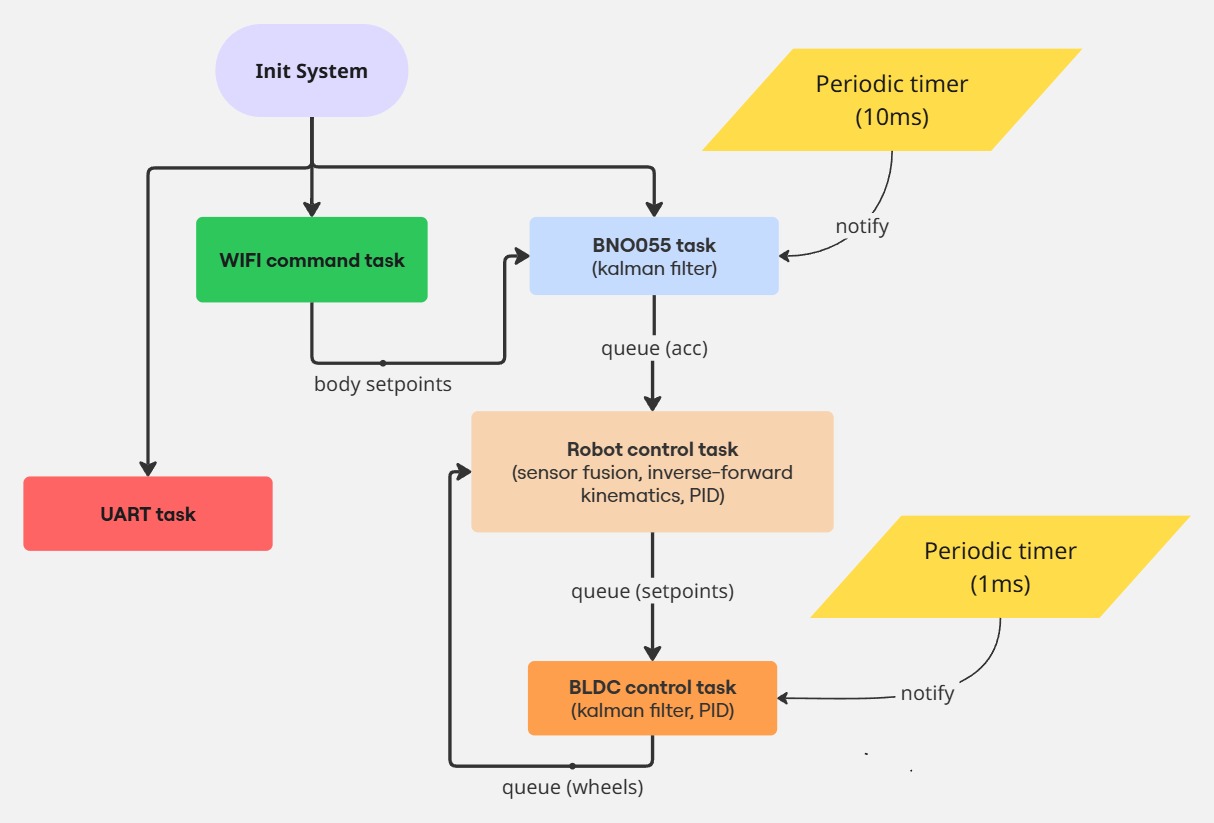 Init System
Periodic timer
(10ms)
notify
WIFI command task
BNO055 task
(kalman filter)
queue (acc)
body setpoints
Robot control task
(sensor fusion, inverse-forward
kinematics, PID)
UART task
Periodic timer
(1ms)
queue (setpoints)
BLDC control task
(kalman filter, PID)
notify
queue (wheels)